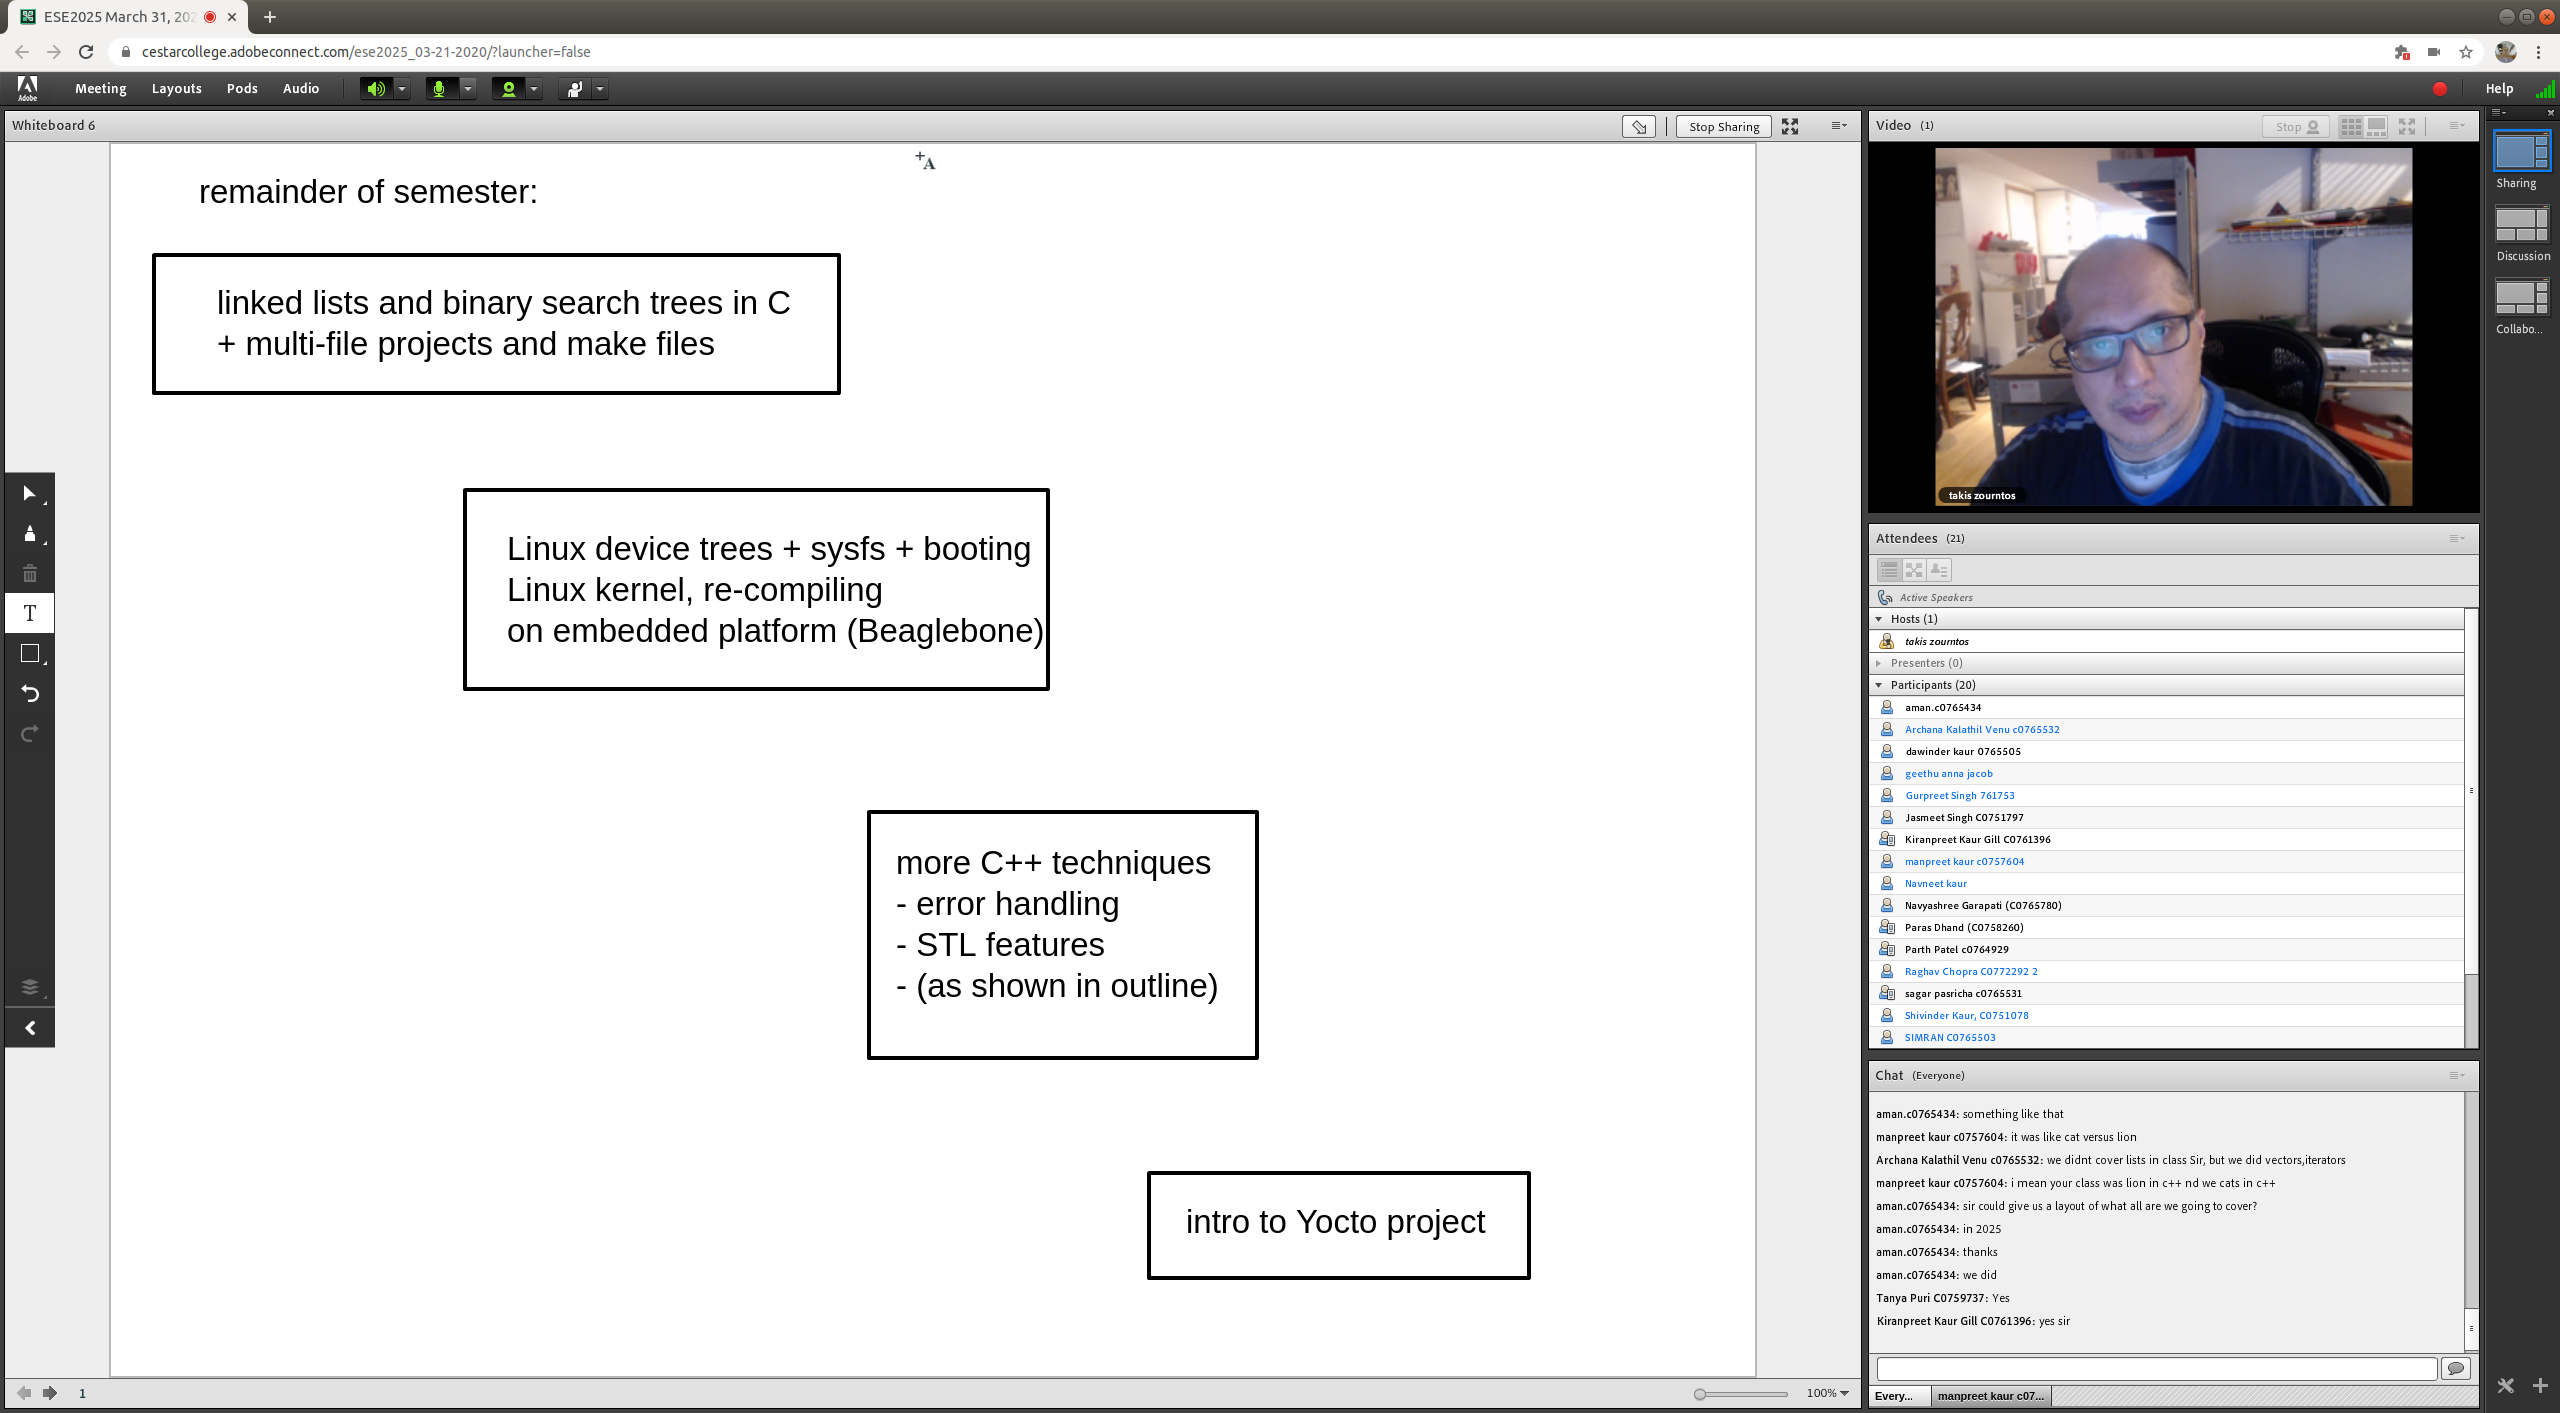 ESE2025 March 31, 202
cestarcollege.adobeconnect.com/ese2025_03-21-2020/?launcher=false
Adobe
Meeting
Layouts
Pods
Audio
Help
Whiteboard 6
Stop Sharing
remainder of semester:
linked lists and binary search trees in C
+ multi-file projects and make files
Linux device trees + sysfs + booting
Linux kernel, re-compiling
on embedded platform (Beaglebone)
more C++ techniques
- error handling
- STL features
- (as shown in outline)
intro to Yocto project
T
1
100%
Video (1)
Stop
takis zourntos
Attendees (21)
Active Speakers
Hosts (1)
takis zourntos
Presenters (0)
Participants (20)
aman.c0765434
Archana Kalathil Venu c0765532
dawinder kaur 0765505
geethu anna jacob
Gurpreet Singh 761753
Jasmeet Singh C0751797
Kiranpreet Kaur Gill C0761396
manpreet kaur c0757604
Navneet kaur
Navyashree Garapati (C0765780)
Paras Dhand (C0758260)
Parth Patel c0764929
Raghav Chopra C0772292 2
sagar pasricha c0765531
Shivinder Kaur, C0751078
SIMRAN C0765503
Chat (Everyone)
aman.c0765434: something like that
manpreet kaur c0757604: it was like cat versus lion
Archana Kalathil Venu c0765532: we didnt cover lists in class Sir, but we did vectors,iterators
manpreet kaur c0757604: i mean your class was lion in c++ nd we cats in c++
aman.c0765434: sir could give us a layout of what all are we going to cover?
aman.c0765434: in 2025
aman.c0765434: thanks
aman.c0765434: we did
Tanya Puri C0759737: Yes
Kiranpreet Kaur Gill C0761396: yes sir
Every...
manpreet kaur c07...
Sharing
Discussion
Collabo...